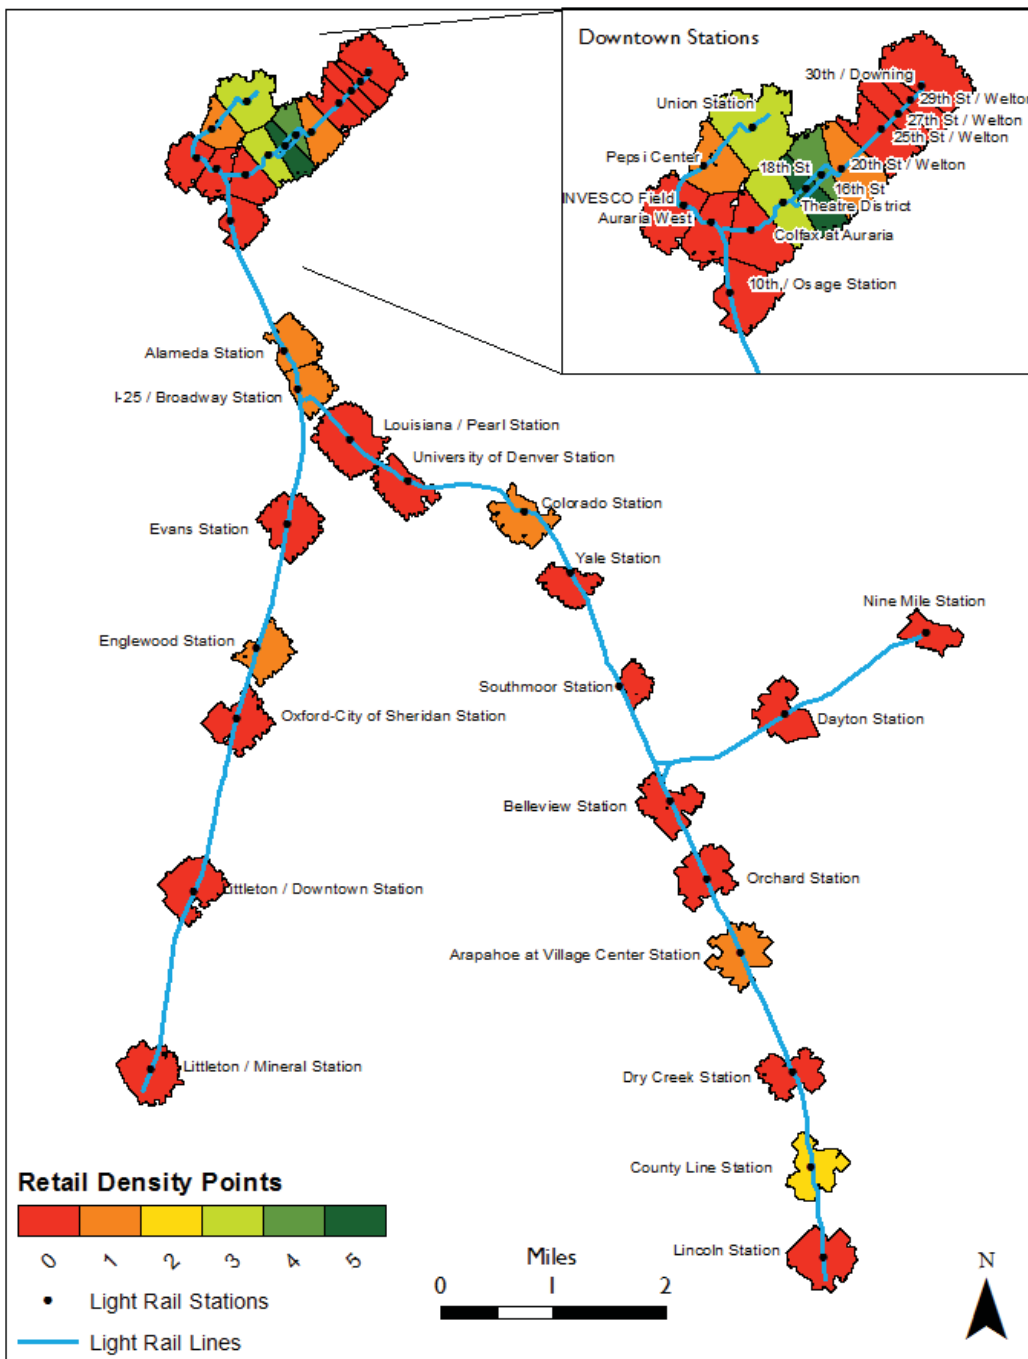 Downtown Stations
30th / Downing
Union Station
29th St / Welton
27th St / Welton
25th St / Welton
Pepsi Center
18th St
20th St / Welton
16th St
INVESCO Field
Theatre District
Auraria West
Colfax at Auraria
10th / Osage Station
Alameda Station
I-25 / Broadway Station
Louisiana / Pearl Station
University of Denver Station
Colorado Station
Evans Station
Yale Station
Nine Mile Station
Englewood Station
Southmoor Station
Oxford-City of Sheridan Station
Dayton Station
Belleview Station
Orchard Station
Littleton / Downtown Station
Arapahoe at Village Center Station
Littleton / Mineral Station
Dry Creek Station
County Line Station
Lincoln Station
Retail Density Points
0 1 2 3 4 5
Light Rail Stations
Light Rail Lines
Miles
0 1 2
N